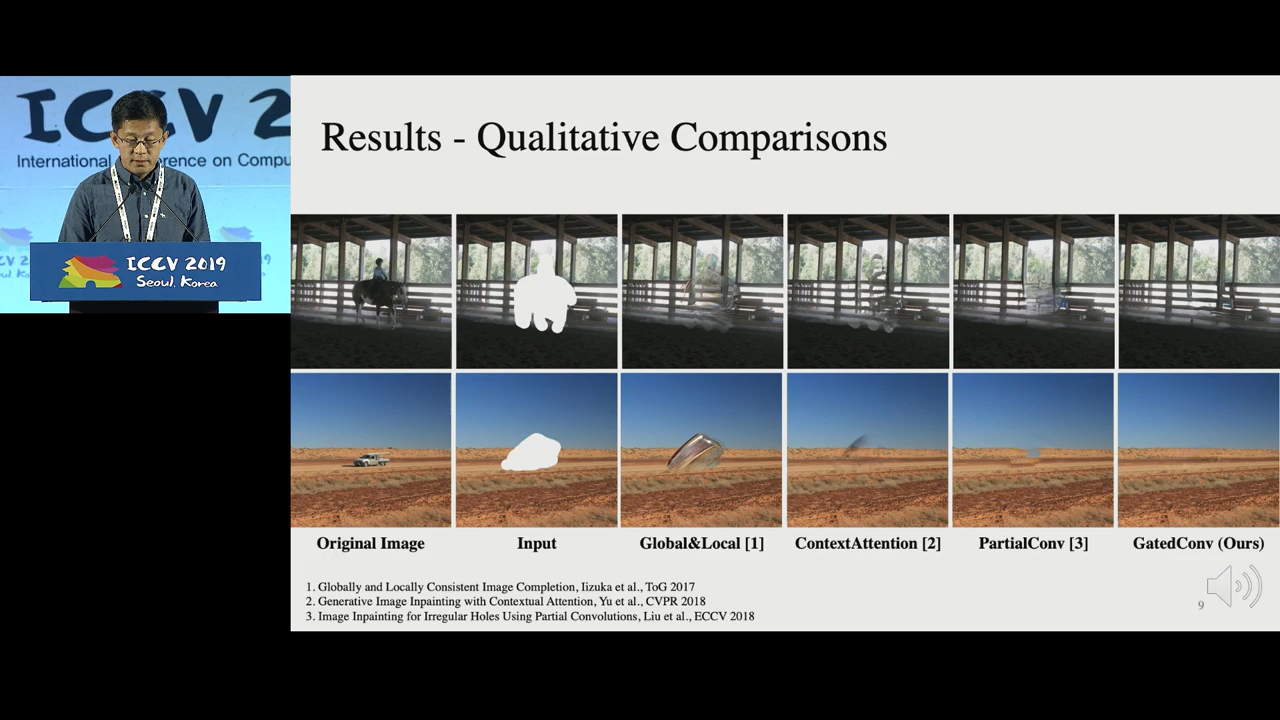 ICCV 2
International Conference on Compu
ICCV 2019
Seoul, Korea
Results - Qualitative Comparisons
Original Image
Input
Global&Local [1]
ContextAttention [2]
PartialConv [3]
GatedConv (Ours)
1. Globally and Locally Consistent Image Completion, Iizuka et al., ToG 2017
2. Generative Image Inpainting with Contextual Attention, Yu et al., CVPR 2018
3. Image Inpainting for Irregular Holes Using Partial Convolutions, Liu et al., ECCV 2018
9